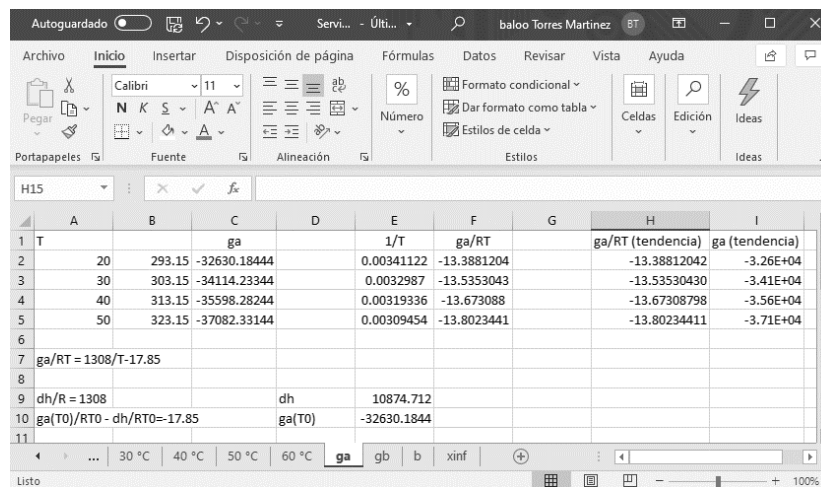 Autoguardado Servi... - Últi... baloo Torres Martinez BT
Archivo Inicio Insertar Disposición de página Fórmulas Datos Revisar Vista Ayuda
Pegar
Calibri 11
N K S
% Número
Formato condicional
Dar formato como tabla
Estilos de celda
Celdas Edición Ideas
Portapapeles Fuente Alineación Estilos Ideas
H15 fx
A B C D E F G H I
1 T ga 1/T ga/RT ga/RT (tendencia) ga (tendencia)
2 20 293.15 -32630.18444 0.00341122 -13.3881204 -13.38812042 -3.26E+04
3 30 303.15 -34114.23344 0.0032987 -13.5353043 -13.53530430 -3.41E+04
4 40 313.15 -35598.28244 0.00319336 -13.673088 -13.67308798 -3.56E+04
5 50 323.15 -37082.33144 0.00309454 -13.8023441 -13.80234411 -3.71E+04
6
7 ga/RT = 1308/T-17.85
8
9 dh/R = 1308 dh 10874.712
10 ga(T0)/RT0 - dh/RT0=-17.85 ga(T0) -32630.1844
11
... 30 °C 40 °C 50 °C 60 °C ga gb b xinf
Listo 100%